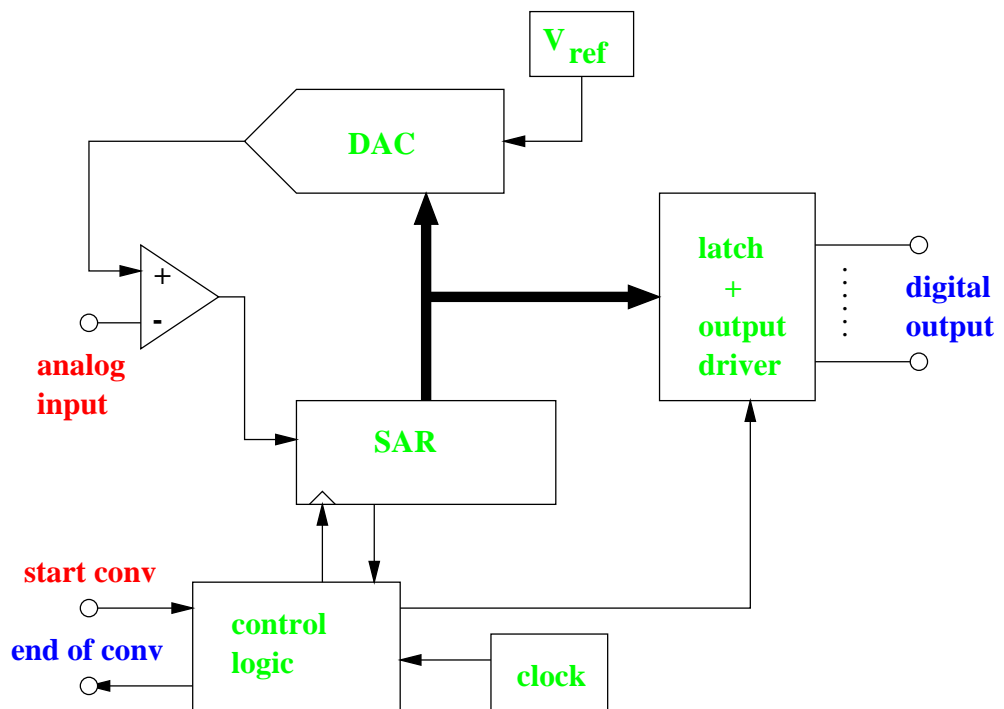 V ref
DAC
+
-
analog
input
latch
+
output
driver
digital
output
SAR
start conv
end of conv
control
logic
clock